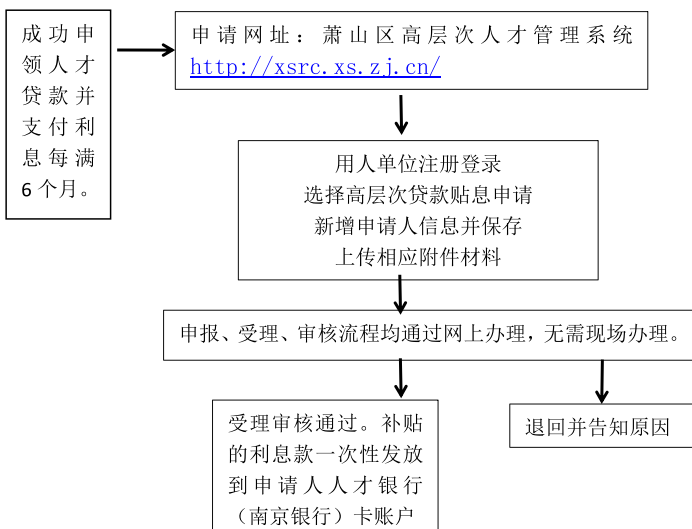 成功申
领人才
贷款并
支付利
息每满
6个月。
申请网址：萧山区高层次人才管理系统
http://xsrc.xs.zj.cn/
用人单位注册登录
选择高层次贷款贴息申请
新增申请人信息并保存
上传相应附件材料
申报、受理、审核流程均通过网上办理，无需现场办理。
受理审核通过。补贴
的利息款一次性发放
到申请人人才银行
（南京银行）卡账户
退回并告知原因